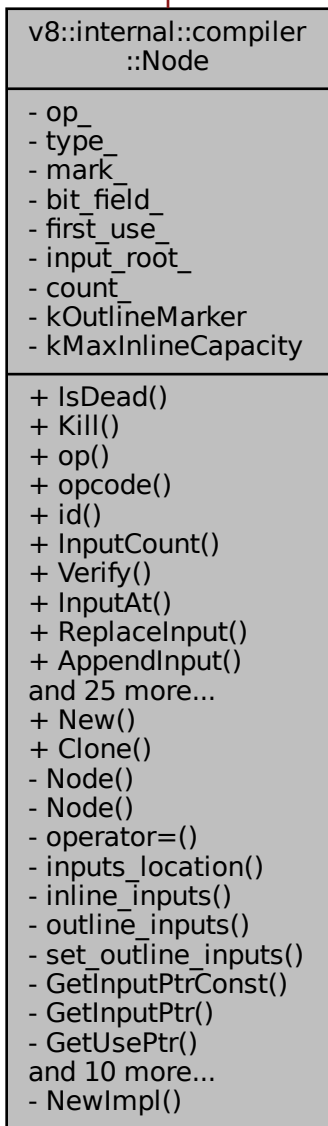 v8::internal::compiler
::Node
- op_
- type_
- mark_
- bit_field_
- first_use_
- input_root_
- count_
- kOutlineMarker
- kMaxInlineCapacity
+ IsDead()
+ Kill()
+ op()
+ opcode()
+ id()
+ InputCount()
+ Verify()
+ InputAt()
+ ReplaceInput()
+ AppendInput()
and 25 more...
+ New()
+ Clone()
- Node()
- Node()
- operator=()
- inputs_location()
- inline_inputs()
- outline_inputs()
- set_outline_inputs()
- GetInputPtrConst()
- GetInputPtr()
- GetUsePtr()
and 10 more...
- NewImpl()